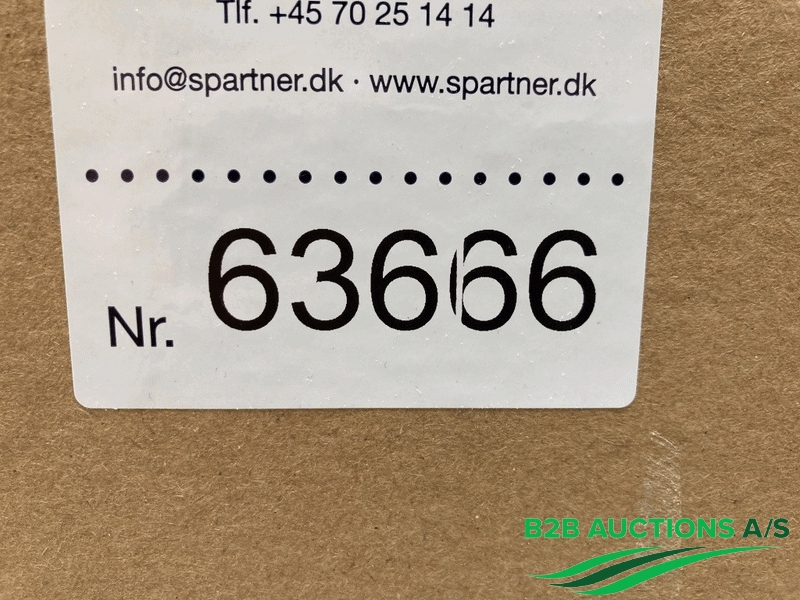 Tlf. +45 70 25 14 14
info@spartner.dk · www.spartner.dk
Nr. 63666
B2B AUCTIONS A/S